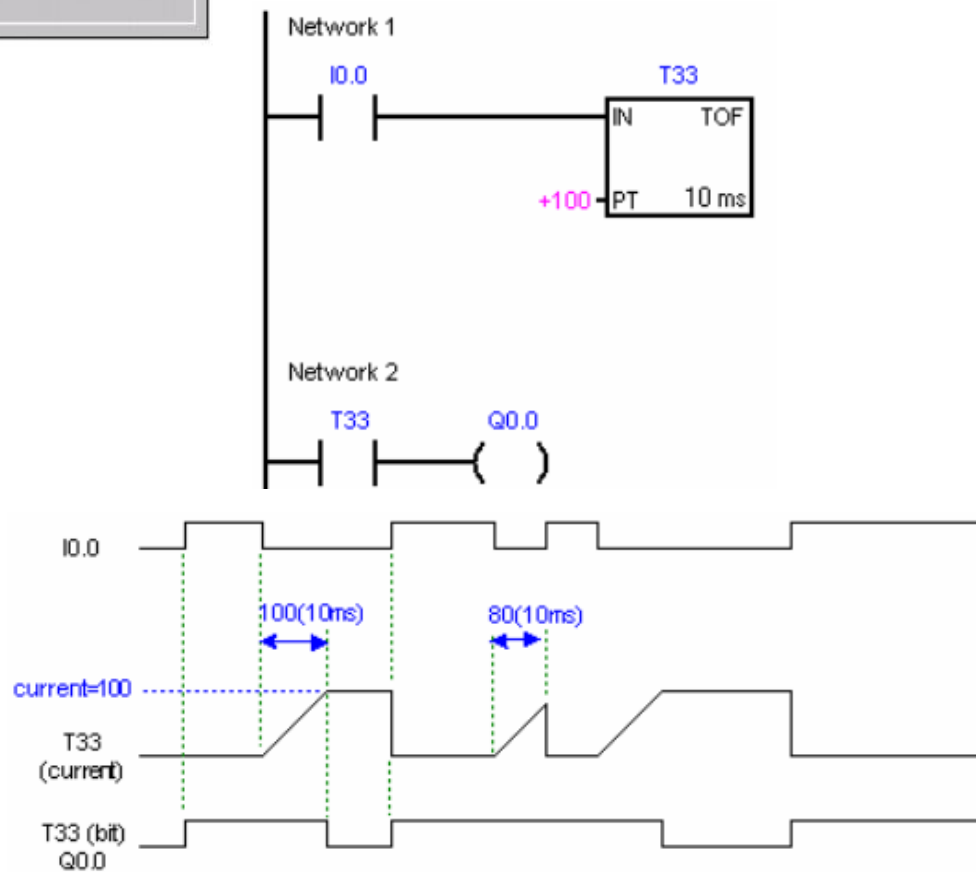 Network 1
I0.0
T33
IN TOF
+100 PT 10 ms
Network 2
T33 Q0.0
I0.0
100(10ms) 80(10ms)
current=100
T33
(current)
T33 (bit)
Q0.0